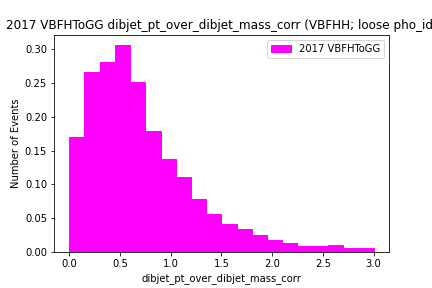 2017 VBFHToGG dibjet_pt_over_dibjet_mass_corr (VBFHH; loose pho_id
2017 VBFHToGG
Number of Events
0.30
0.25
0.20
0.15
0.10
0.05
0.00
0.0 0.5 1.0 1.5 2.0 2.5 3.0
dibjet_pt_over_dibjet_mass_corr